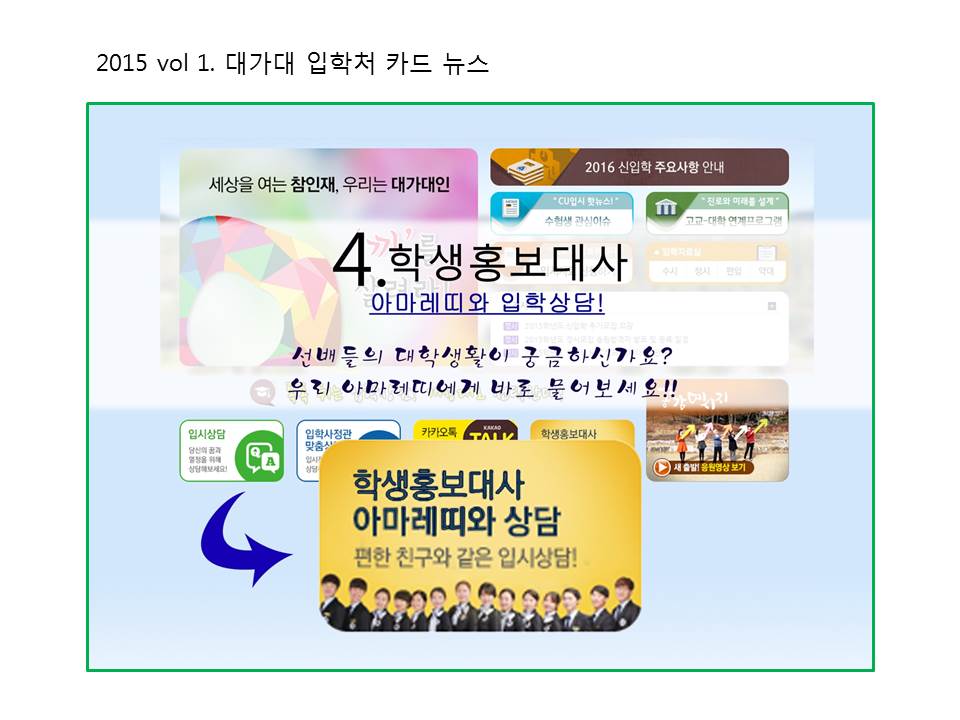 2015 vol 1. 대가대 입학처 카드 뉴스
세상을 여는 참인재, 우리는 대가대인
2016 신입학 주요사항 안내
"CU입시 핫뉴스!"
수험생 관심이슈
"진로와 미래를 설계"
고교-대학 연계프로그램
입학자료실
수시 정시 편입 약대
'끼'를
4.학생홍보대사
아마레띠와 입학상담!
선배들의 대학생활이 궁금하신가요?
우리 아마레띠에게 바로 물어보세요!!
입시상담
당신의 꿈과
열정을 위해
상담해보세요!
입학사정관
카카오톡
KAKAO
TALK
학생홍보대사
새 출발! 응원영상 보기
학생홍보대사
아마레띠와 상담
편한 친구와 같은 입시상담!